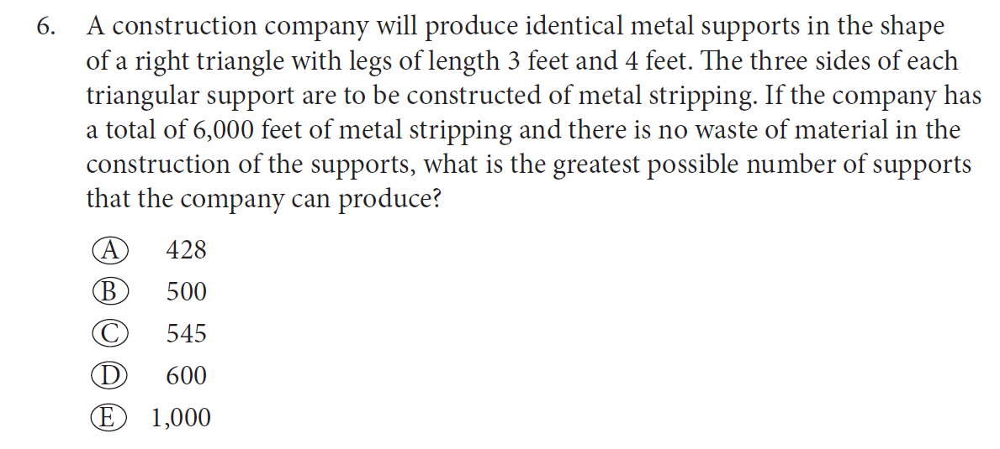 6. A construction company will produce identical metal supports in the shape
of a right triangle with legs of length 3 feet and 4 feet. The three sides of each
triangular support are to be constructed of metal stripping. If the company has
a total of 6,000 feet of metal stripping and there is no waste of material in the
construction of the supports, what is the greatest possible number of supports
that the company can produce?
A 428
B 500
C 545
D 600
E 1,000